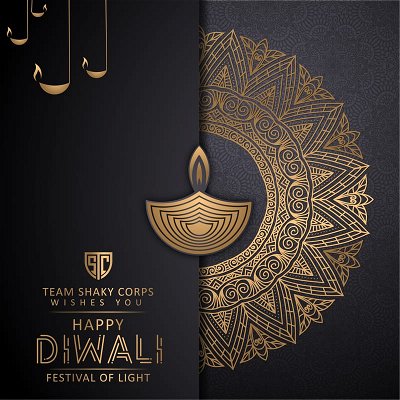 SC
TEAM SHAKY CORPS
WISHES YOU
HAPPY
DIWALI
FESTIVAL OF LIGHT